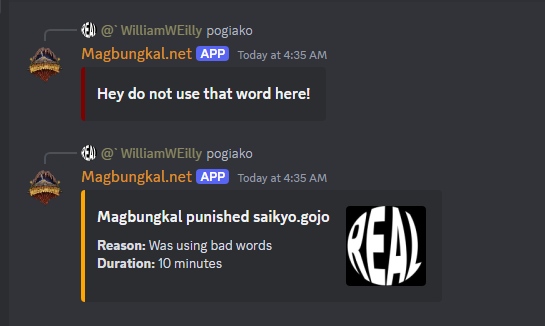 REAL @` WilliamWEilly pogiako
Magbungkal.net APP Today at 4:35 AM
Hey do not use that word here!
REAL @` WilliamWEilly pogiako
Magbungkal.net APP Today at 4:35 AM
Magbungkal punished saikyo.gojo
Reason: Was using bad words
Duration: 10 minutes
REAL